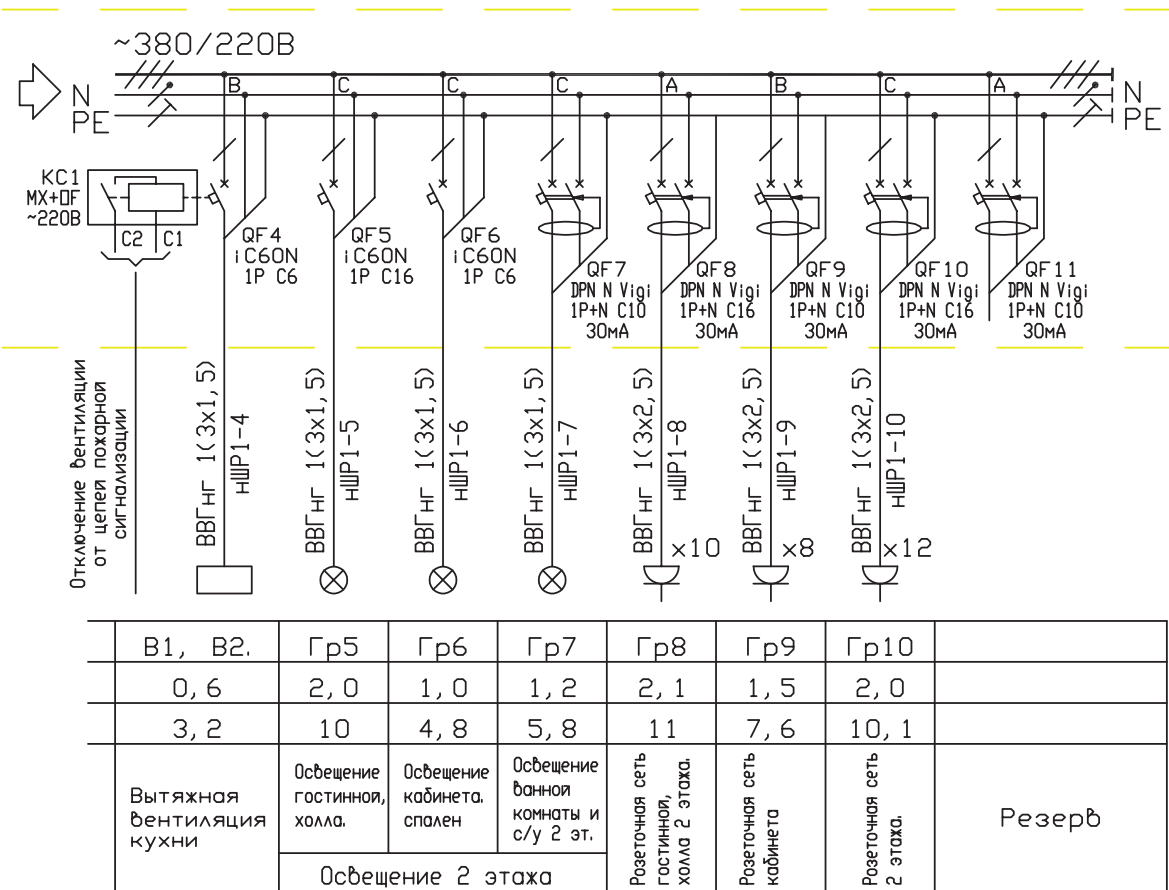 ~380/220В
N
PE
В
С
С
С
А
В
С
А
N
PE
КС1
MX+OF
~220В
С2
С1
QF4
iC60N
1P C6
QF5
iC60N
1P C16
QF6
iC60N
1P C6
QF7
DPN N Vigi
1P+N C10
30мА
QF8
DPN N Vigi
1P+N C16
30мА
QF9
DPN N Vigi
1P+N C10
30мА
QF10
DPN N Vigi
1P+N C16
30мА
QF11
DPN N Vigi
1P+N C10
30мА
Отключение вентиляции
от цепей пожарной
сигнализации
ВВГнг 1(3х1,5)
нШР1-4
ВВГнг 1(3х1,5)
нШР1-5
ВВГнг 1(3х1,5)
нШР1-6
ВВГнг 1(3х1,5)
нШР1-7
ВВГнг 1(3х2,5)
нШР1-8
х10
ВВГнг 1(3х2,5)
нШР1-9
х8
ВВГнг 1(3х2,5)
нШР1-10
х12
В1, В2.
Гр5
Гр6
Гр7
Гр8
Гр9
Гр10
0,6
2,0
1,0
1,2
2,1
1,5
2,0
3,2
10
4,8
5,8
11
7,6
10,1
Вытяжная
вентиляция
кухни
Освещение
гостинной,
холла.
Освещение
кабинета.
спален
Освещение
ванной
комнаты и
с/у 2 эт.
Освещение 2 этажа
Розеточная сеть
гостинной,
холла 2 этажа.
Розеточная сеть
кабинета
Розеточная сеть
2 этажа.
Резерв